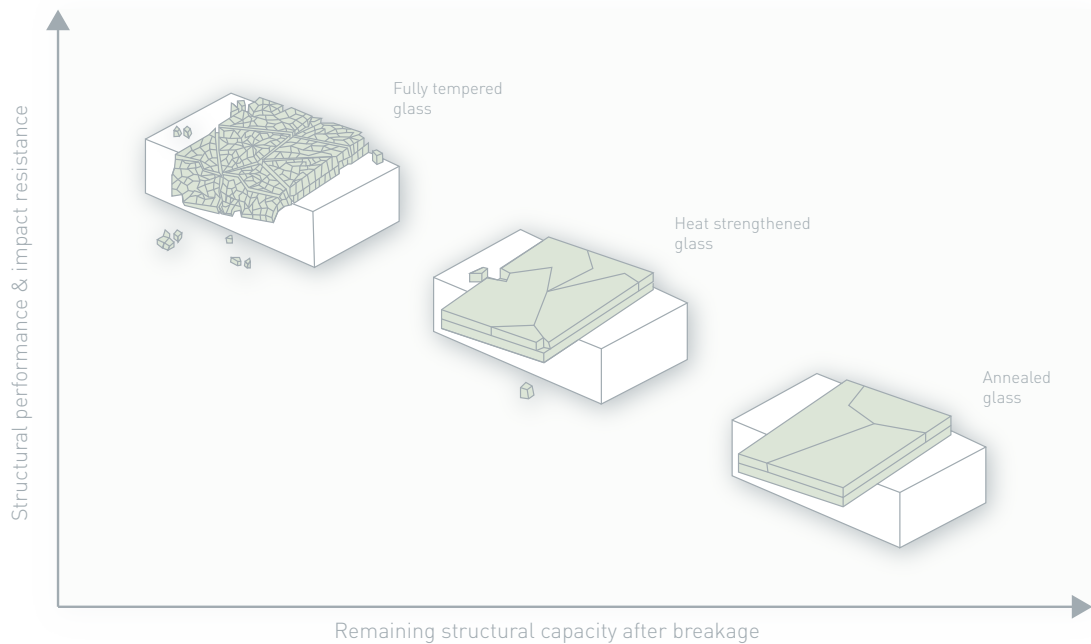 Fully tempered
glass
Structural performance & impact resistance
Heat strengthened
glass
Annealed
glass
Remaining structural capacity after breakage